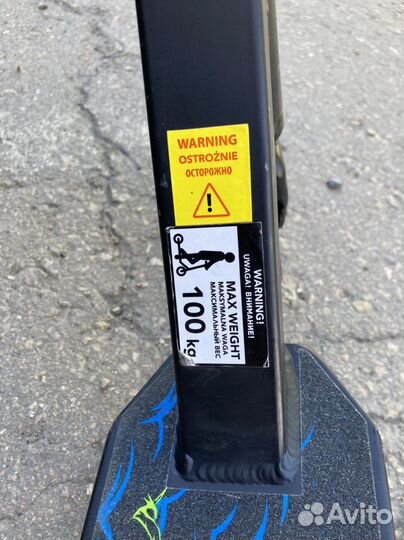 WARNING
OSTROŻNIE
ОСТОРОЖНО
!
WARNING!
UWAGA! ВНИМАНИЕ!
MAX WEIGHT
MAKSYMALNA WAGA
МАКСИМАЛЬНЫЙ ВЕС
100 kg
Avito